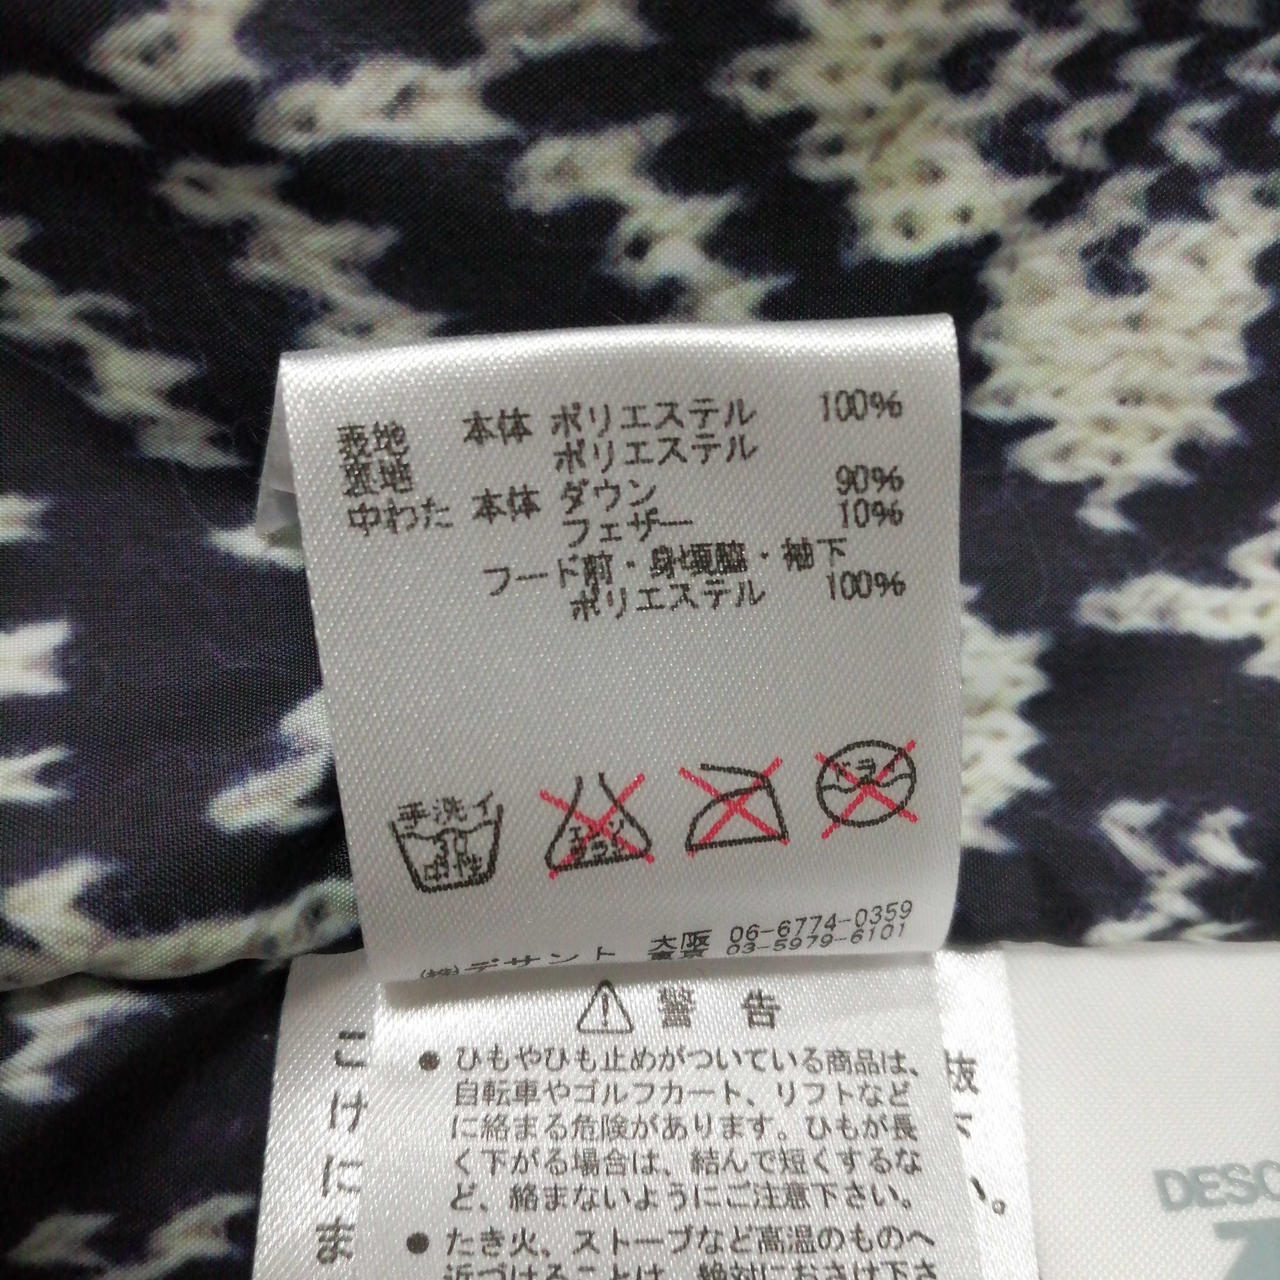 表地 本体 ポリエステル 100%
裏地 ポリエステル
中わた 本体 ダウン 90%
フェザー 10%
フード前・身頃脇・袖下
ポリエステル 100%
手洗イ
30
中性
エンソ
サラシ
ドライ
(株)デサント 大阪 06-6774-0359
東京 03-5979-6101
警告
●ひもやひも止めがついている商品は、
自転車やゴルフカート、リフトなど
に絡まる危険があります。ひもが長
く下がる場合は、結んで短くするな
ど、絡まないようにご注意下さい。
●たき火、ストーブなど高温のものへ
近づけることは、絶対におさけ下さ
こ
け
に
ま
抜
下
い。
DESC